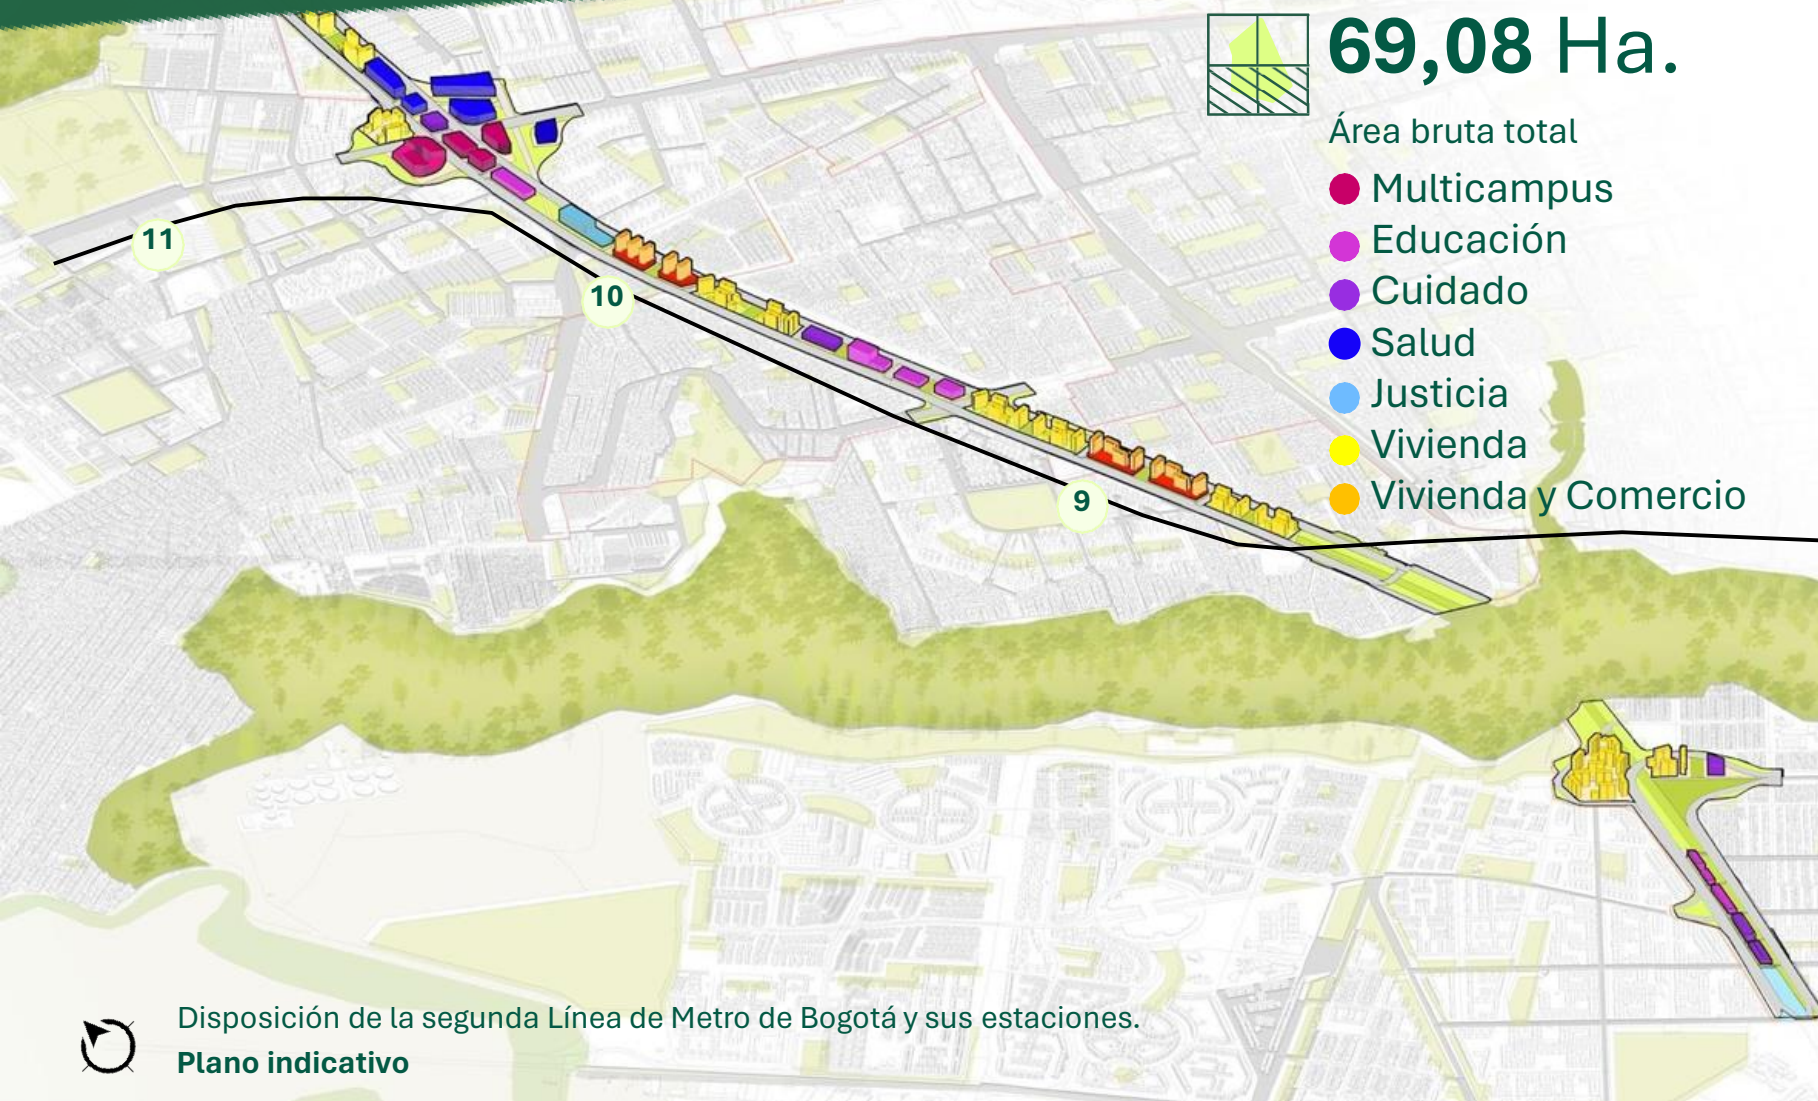 69,08 Ha.
Área bruta total
Multicampus
Educación
Cuidado
Salud
Justicia
Vivienda
Vivienda y Comercio
11
10
9
Disposición de la segunda Línea de Metro de Bogotá y sus estaciones.
Plano indicativo